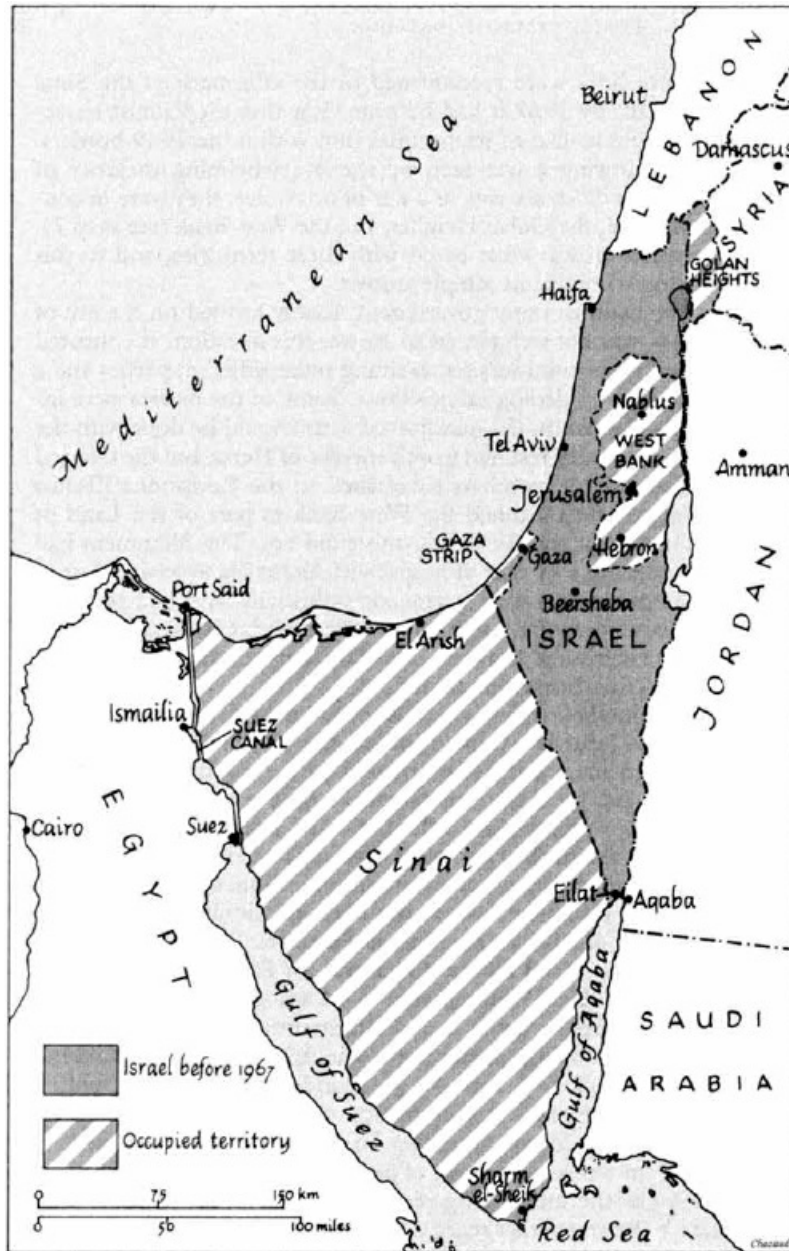 LEBANON
Beirut
Damascus
SYRIA
Mediterranean Sea
GOLAN
HEIGHTS
Haifa
Nablus
WEST
BANK
Tel Aviv
Amman
Jerusalem
GAZA
STRIP
Gaza
Hebron
Port Said
Beersheba
El Arish
ISRAEL
JORDAN
Ismailia
SUEZ
CANAL
EGYPT
Cairo
Suez
Sinai
Eilat
Aqaba
Gulf of Suez
Gulf of Aqaba
SAUDI
ARABIA
Israel before 1967
Occupied territory
Sharm
el-Sheik
0 75 150 km
0 50 100 miles
Red Sea